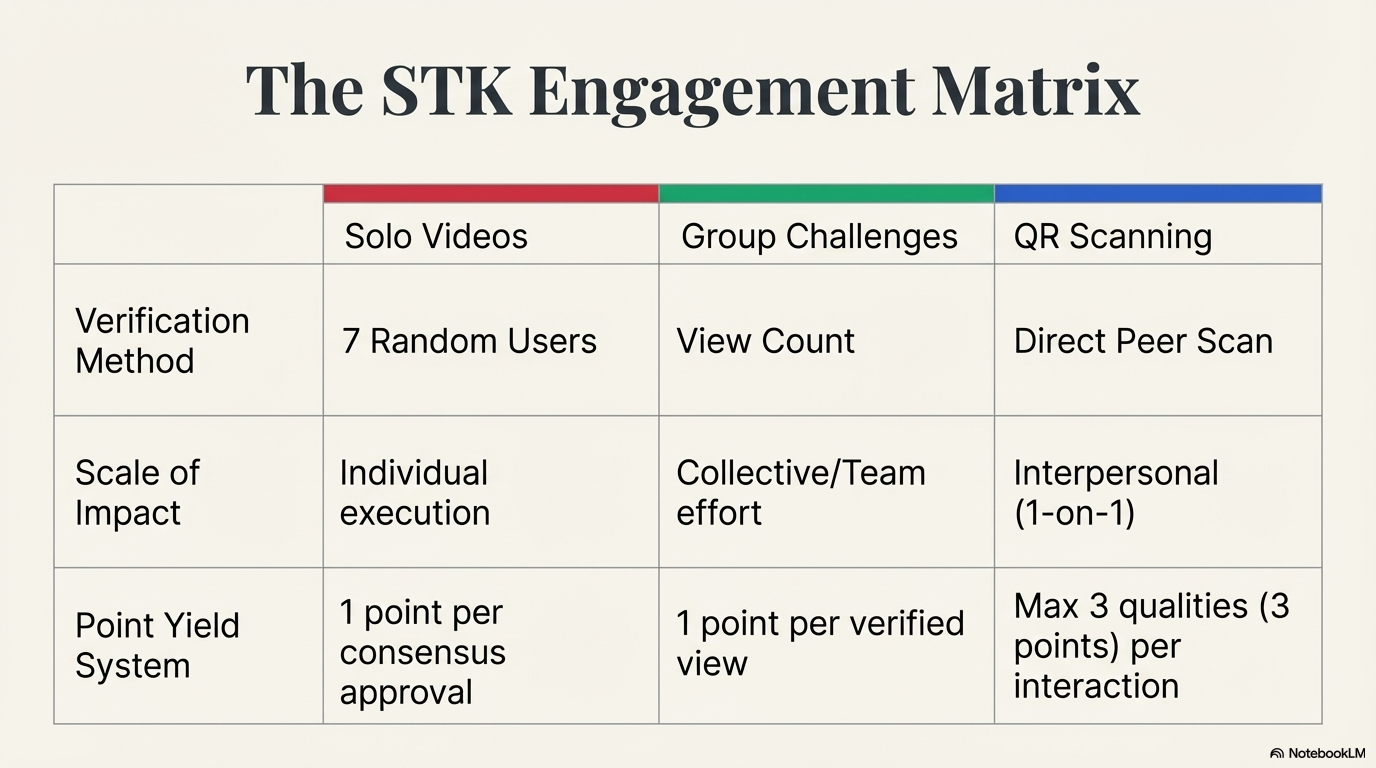 The STK Engagement Matrix
Solo Videos
Group Challenges
QR Scanning
Verification
Method
7 Random Users
View Count
Direct Peer Scan
Scale of
Impact
Individual
execution
Collective/Team
effort
Interpersonal
(1-on-1)
Point Yield
System
1 point per
consensus
approval
1 point per verified
view
Max 3 qualities (3
points) per
interaction
NotebookLM